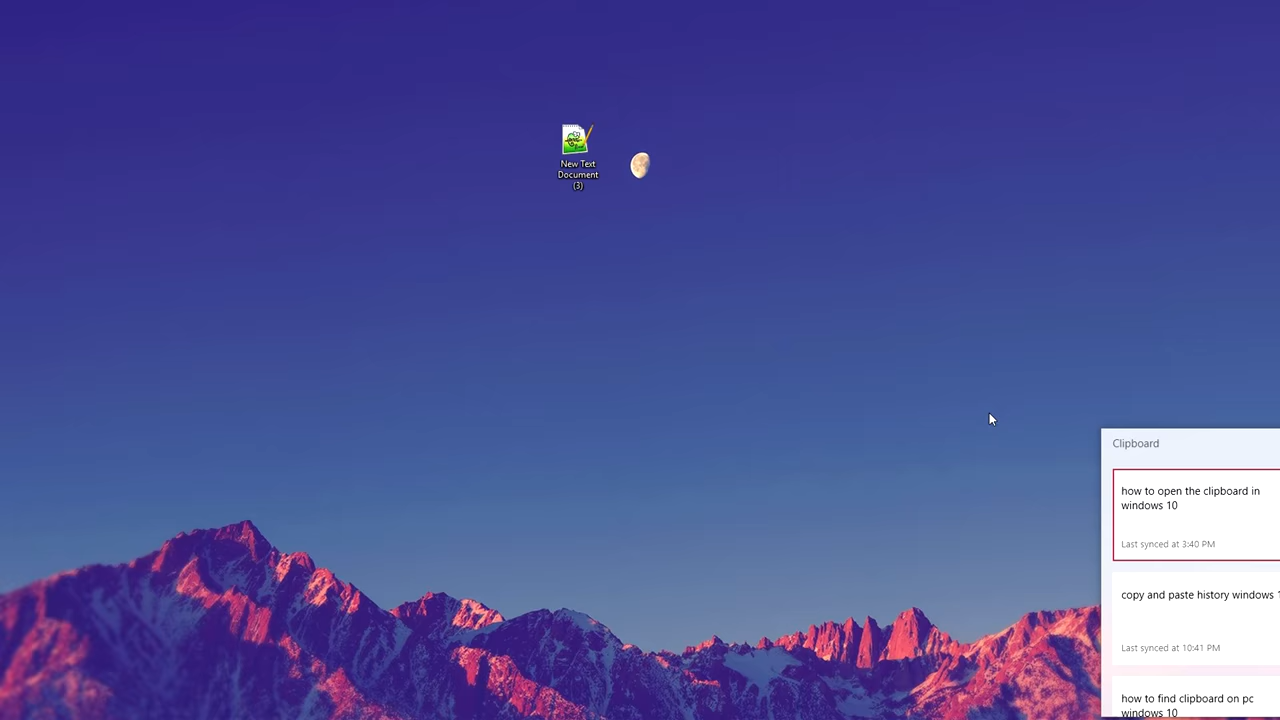 New Text
Document
(3)
Clipboard
how to open the clipboard in
windows 10
Last synced at 3:40 PM
copy and paste history windows
Last synced at 10:41 PM
how to find clipboard on pc
windows 10